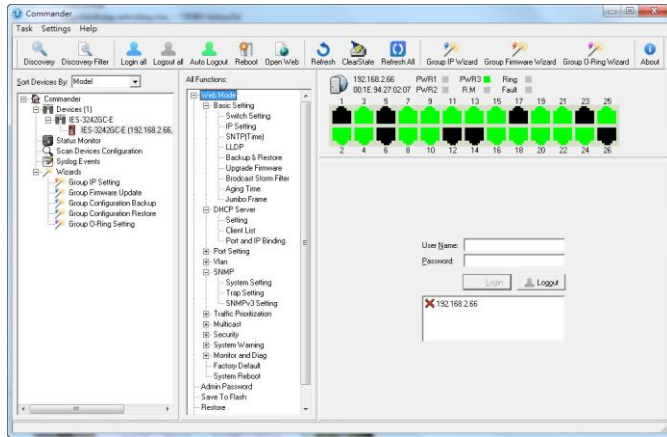 Commander
Task Settings Help
Discovery Discovery Filter Login all Logout all Auto Logout Reboot Open Web Refresh ClearState Refresh All Group IP Wizard Group Firmware Wizard Group O-Ring Wizard About
Sort Devices By: Model
Commander
Devices (1)
IES-3242GC-E
IES-3242GC-E (192.168.2.66,
Status Monitor
Scan Devices Configuration
Syslog Events
Wizards
Group IP Setting
Group Firmware Update
Group Configuration Backup
Group Configuration Restore
Group O-Ring Setting
All Functions:
Web Mode
Basic Setting
Switch Setting
IP Setting
SNTP(Time)
LLDP
Backup & Restore
Upgrade Firmware
Brodcast Storm Filter
Aging Time
Jumbo Frame
DHCP Server
Setting
Client List
Port and IP Binding
Port Setting
Vlan
SNMP
System Setting
Trap Setting
SNMPv3 Setting
Traffic Prioritization
Multicast
Security
System Warning
Monitor and Diag
Factory Default
System Reboot
Admin Password
Save To Flash
Restore
192.168.2.66 PWR1 PWR3 Ring
00:1E:94:27:02:07 PWR2 R.M Fault
1 3 5 7 9 11 13 15 17 19 21 23 25
2 4 6 8 10 12 14 16 18 20 22 24 26
User Name:
Password:
Login Logout
192.168.2.66